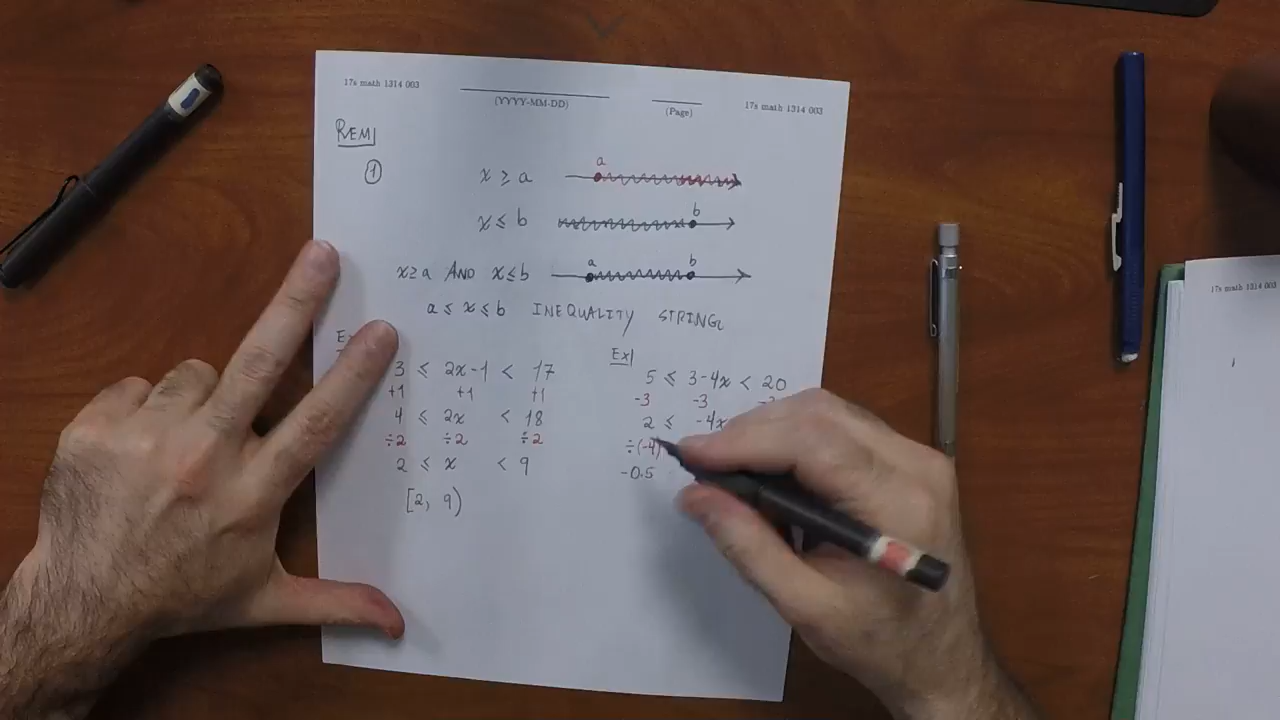 17s math 1314 003 (YYYY-MM-DD) (Page) 17s math 1314 003
REM
1
x ≥ a
a
x ≤ b
b
x≥a AND x≤b
a b
a ≤ x ≤ b INEQUALITY STRING
3 ≤ 2x-1 < 17
+1 +1 +1
4 ≤ 2x < 18
÷2 ÷2 ÷2
2 ≤ x < 9
[2, 9)
Ex
5 ≤ 3-4x < 20
-3 -3
2 ≤ -4x
÷(-4)
-0.5
17s math 1314 003